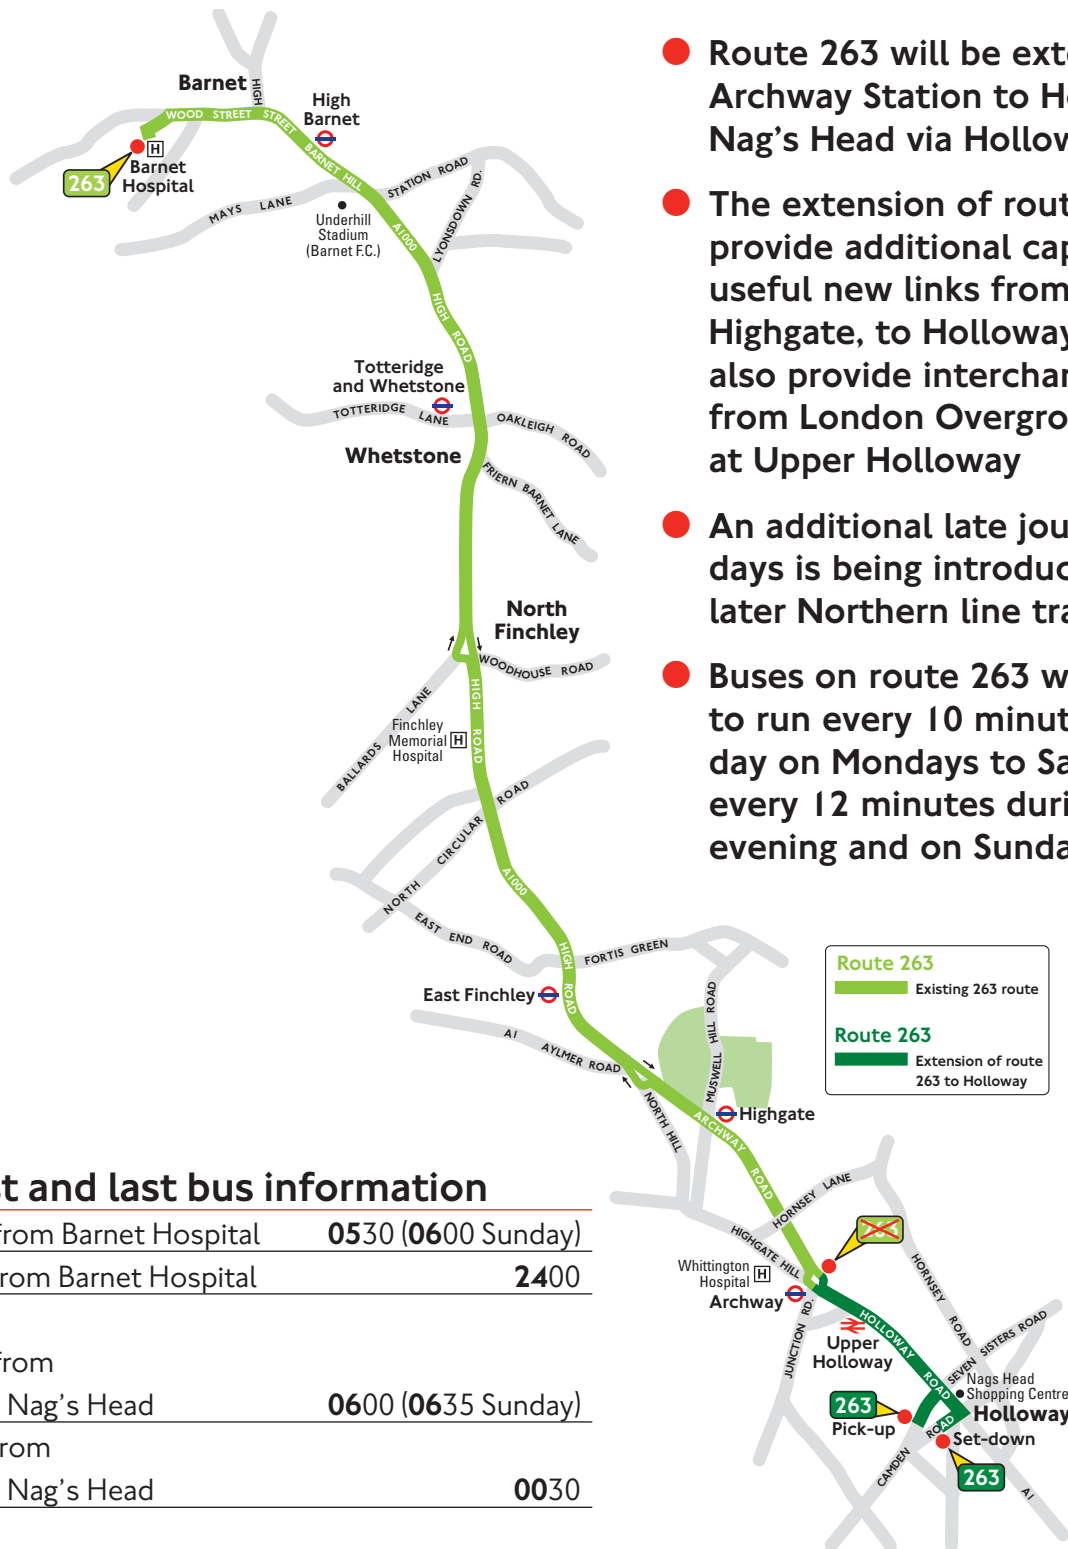 Route 263 will be exte
Archway Station to Ho
Nag's Head via Hollow
The extension of rout
provide additional cap
useful new links from
Highgate, to Holloway
also provide interchan
from London Overgro
at Upper Holloway
An additional late jou
days is being introduc
later Northern line tra
Buses on route 263 w
to run every 10 minut
day on Mondays to Sa
every 12 minutes duri
evening and on Sunda
Barnet
HIGH
High
Barnet
WOOD STREET
STREET
H
Barnet
Hospital
263
BARNET HILL
STATION ROAD
LYONSDOWN RD.
MAYS LANE
Underhill
Stadium
(Barnet F.C.)
A1000
HIGH ROAD
Totteridge
and Whetstone
TOTTERIDGE LANE
OAKLEIGH ROAD
Whetstone
FRIERN BARNET LANE
North
Finchley
WOODHOUSE ROAD
BALLARDS LANE
HIGH ROAD
Finchley
Memorial
Hospital
H
NORTH CIRCULAR ROAD
A1000
EAST END ROAD
HIGH ROAD
FORTIS GREEN
East Finchley
A1
AYLMER ROAD
MUSWELL HILL ROAD
NORTH HILL
Highgate
ARCHWAY ROAD
Route 263
Existing 263 route
Route 263
Extension of route
263 to Holloway
HORNSEY LANE
HIGHGATE HILL
263
Whittington
Hospital
H
Archway
JUNCTION RD.
HOLLOWAY ROAD
HORNSEY ROAD
SEVEN SISTERS ROAD
Upper
Holloway
Nags Head
Shopping Centre
Holloway
263
Pick-up
CAMDEN ROAD
Set-down
263
A1
st and last bus information
from Barnet Hospital 0530 (0600 Sunday)
rom Barnet Hospital 2400
from
Nag's Head 0600 (0635 Sunday)
rom
Nag's Head 0030